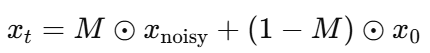 x_t = M ⊙ x_noisy + (1 − M) ⊙ x_0